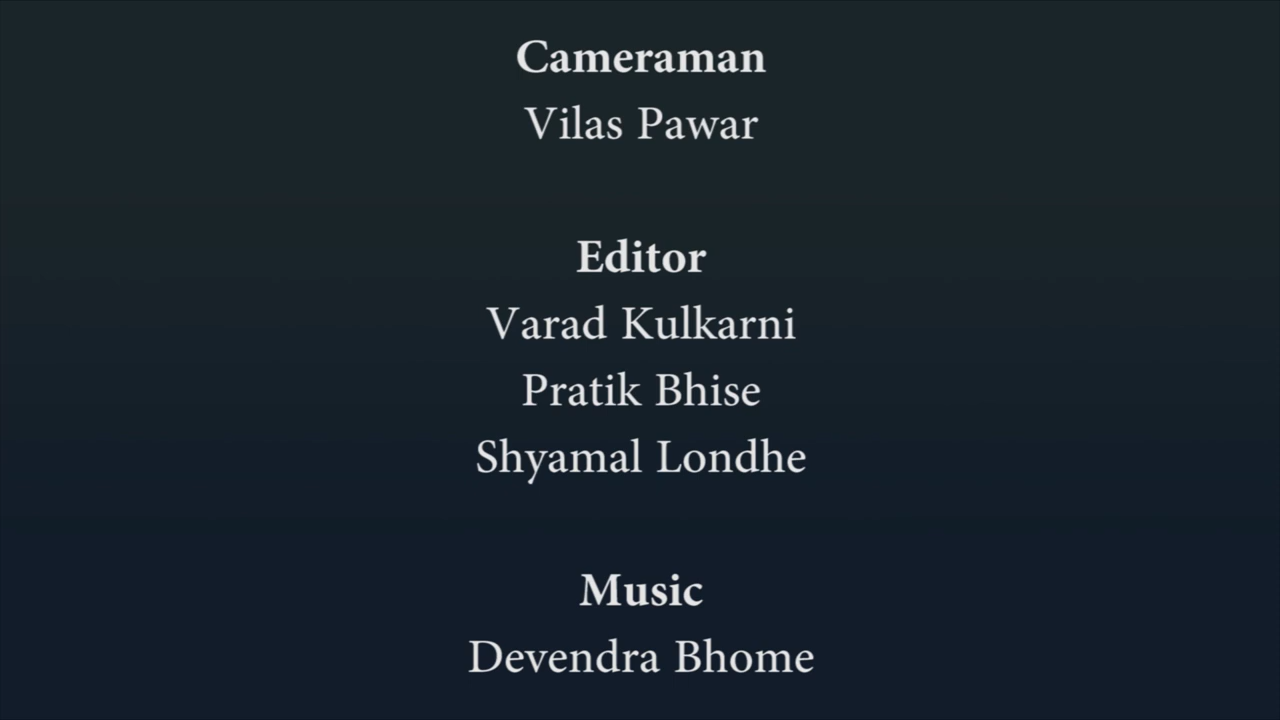 Cameraman
Vilas Pawar
Editor
Varad Kulkarni
Pratik Bhise
Shyamal Londhe
Music
Devendra Bhome